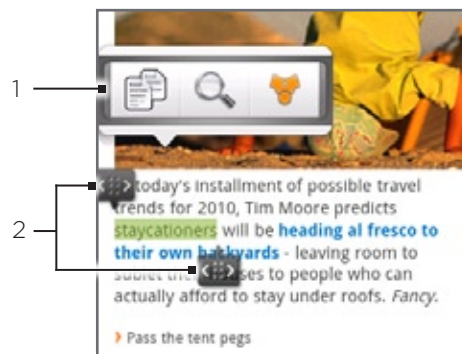 1
2
today's installment of possible travel
trends for 2010, Tim Moore predicts
staycationers will be heading al fresco to
their own backyards - leaving room to
sublet to people who can
actually afford to stay under roofs. Fancy.
Pass the tent pegs